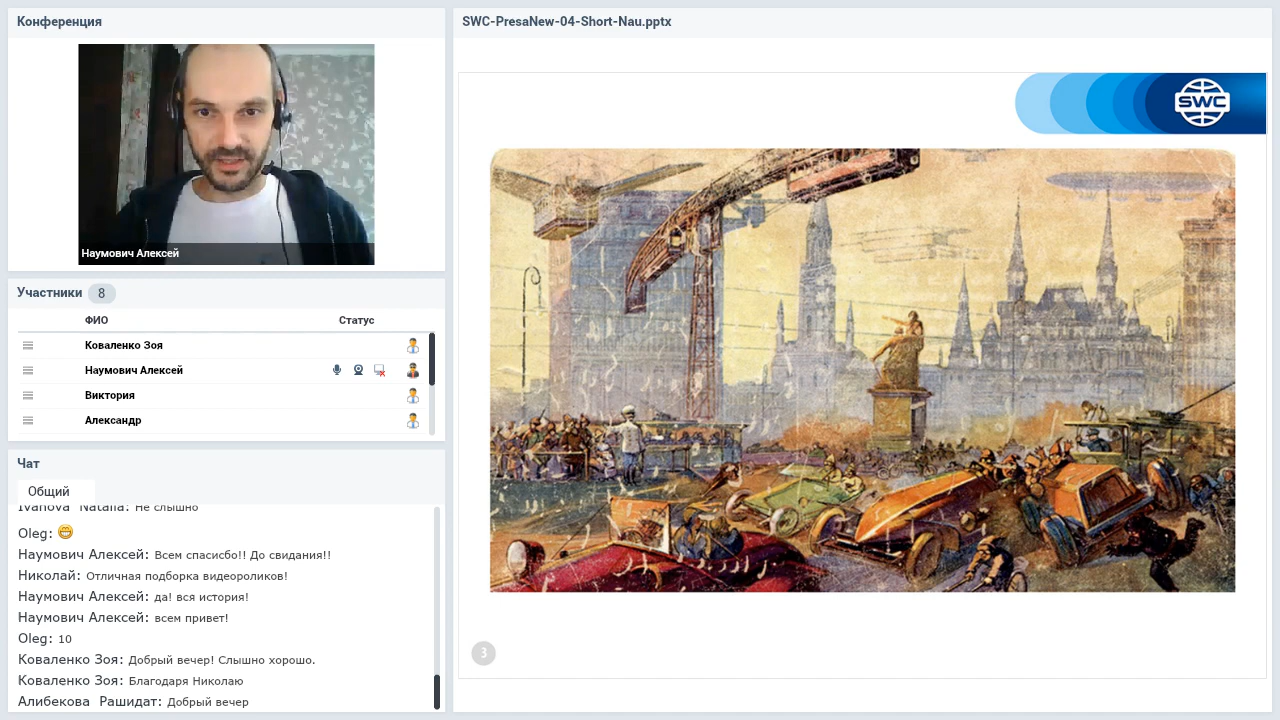 Конференция
Наумович Алексей
Участники 8
ФИО Статус
Коваленко Зоя
Наумович Алексей
Виктория
Александр
Чат
Общий
Ivanova Natalia: Не слышно
Oleg:
Наумович Алексей: Всем спасисбо!! До свидания!!
Николай: Отличная подборка видеороликов!
Наумович Алексей: да! вся история!
Наумович Алексей: всем привет!
Oleg: 10
Коваленко Зоя: Добрый вечер! Слышно хорошо.
Коваленко Зоя: Благодаря Николаю
Алибекова Рашидат: Добрый вечер
SWC-PresaNew-04-Short-Nau.pptx
SWC
3